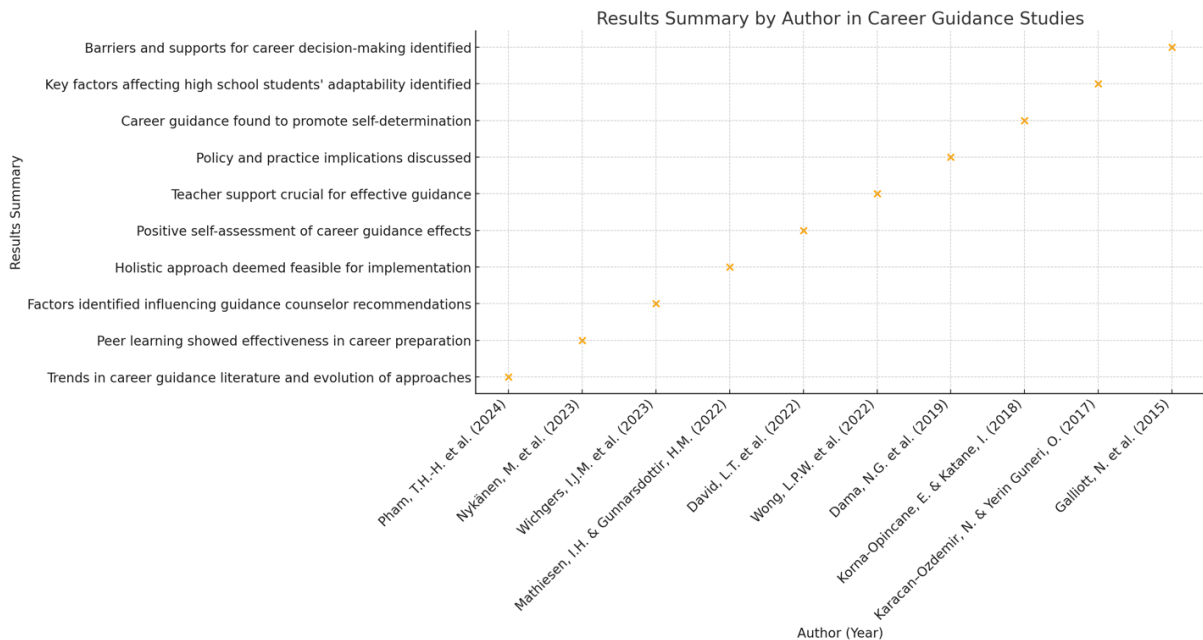 Results Summary by Author in Career Guidance Studies
Results Summary
Barriers and supports for career decision-making identified
Key factors affecting high school students' adaptability identified
Career guidance found to promote self-determination
Policy and practice implications discussed
Teacher support crucial for effective guidance
Positive self-assessment of career guidance effects
Holistic approach deemed feasible for implementation
Factors identified influencing guidance counselor recommendations
Peer learning showed effectiveness in career preparation
Trends in career guidance literature and evolution of approaches
Pham, T.H.-H. et al. (2024)
Nykänen, M. et al. (2023)
Wichgers, I.J.M. et al. (2023)
Mathiesen, I.H. & Gunnarsdottir, H.M. (2022)
David, L.T. et al. (2022)
Wong, L.P.W. et al. (2022)
Dama, N.G. et al. (2019)
Korna-Opincane, E. & Katane, I. (2018)
Karacan-Ozdemir, N. & Yerin Guneri, O. (2017)
Galliott, N. et al (2015)
Author (Year)